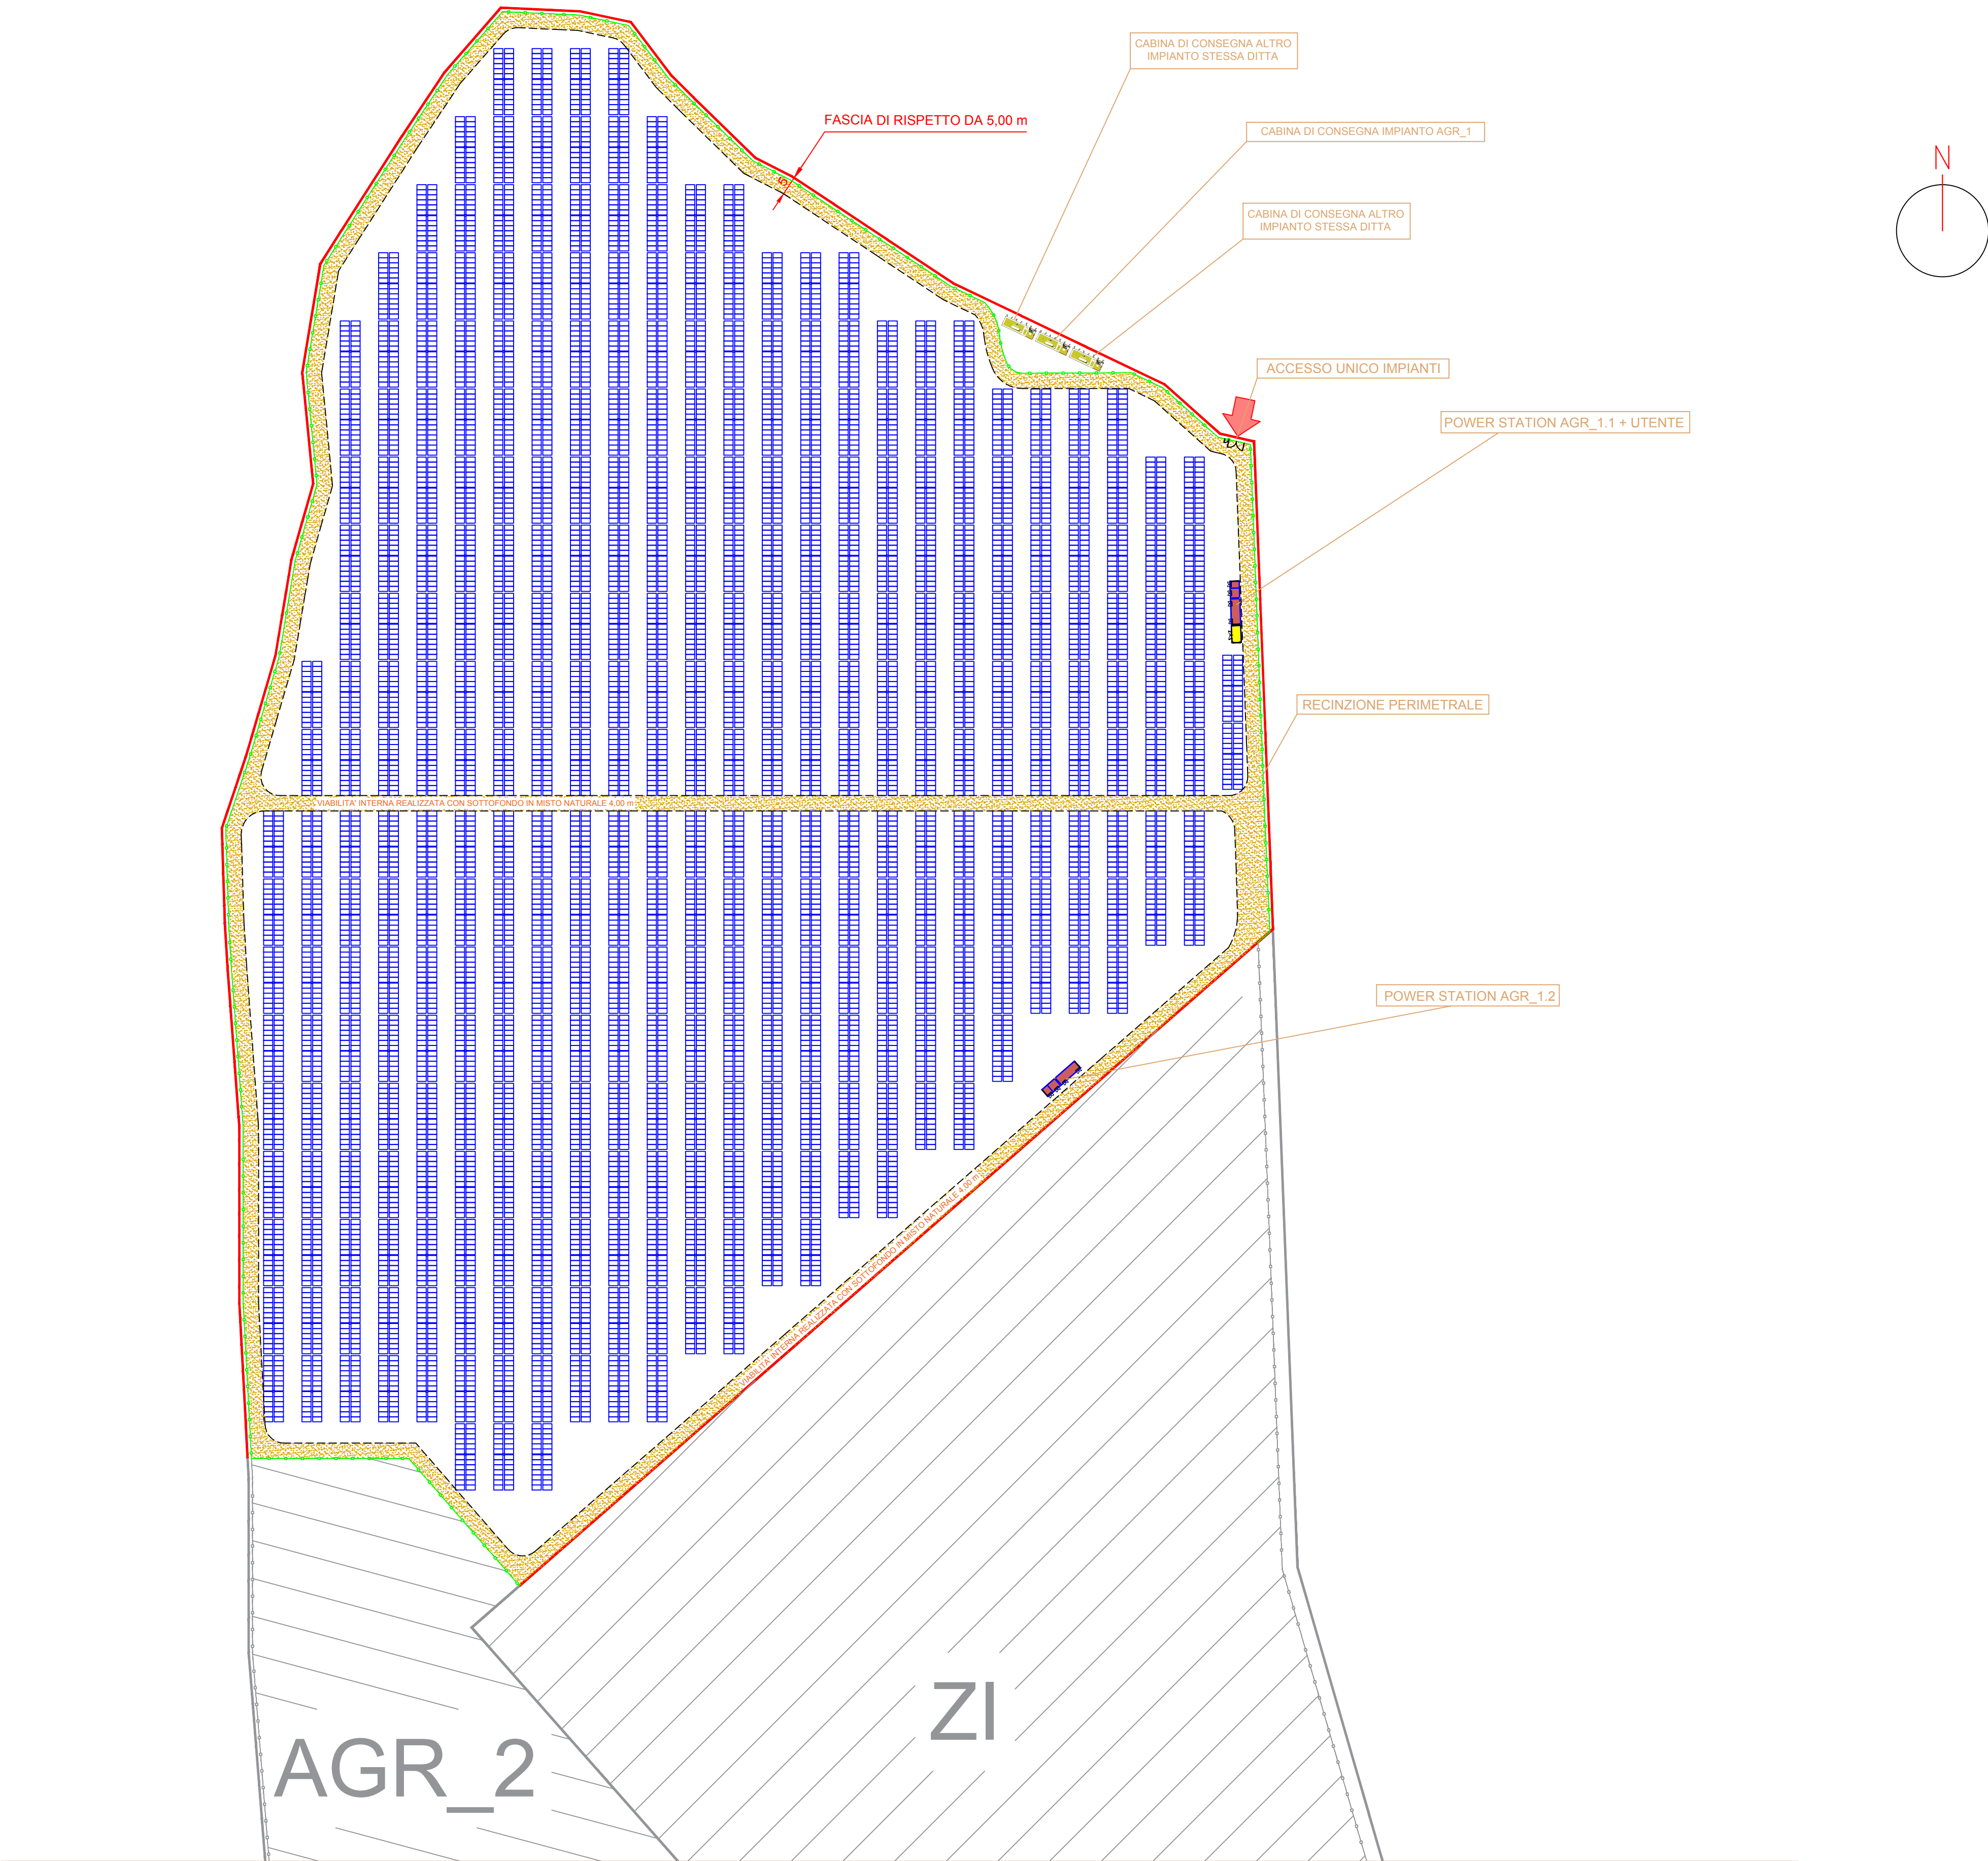 CABINA DI CONSEGNA ALTRO
IMPIANTO STESSA DITTA
FASCIA DI RISPETTO DA 5,00 m
5
CABINA DI CONSEGNA IMPIANTO AGR_1
N
CABINA DI CONSEGNA ALTRO
IMPIANTO STESSA DITTA
ACCESSO UNICO IMPIANTI
POWER STATION AGR_1.1 + UTENTE
RECINZIONE PERIMETRALE
VIABILITA' INTERNA REALIZZATA CON SOTTOFONDO IN MISTO NATURALE 4,00 m
POWER STATION AGR_1.2
VIABILITA' INTERNA REALIZZATA CON SOTTOFONDO IN MISTO NATURALE 4,00 m
ZI
AGR_2